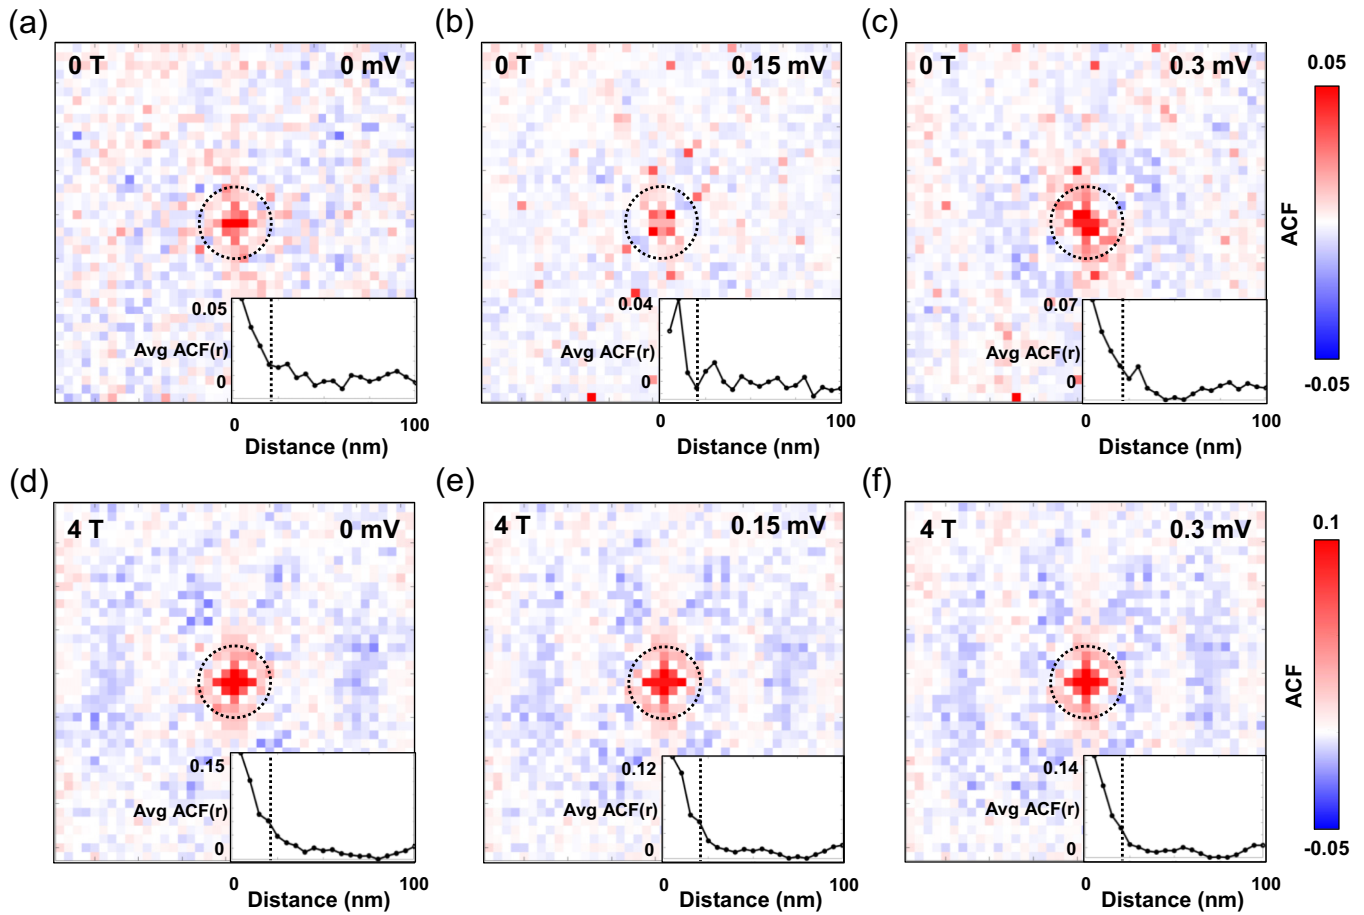 (a)
(b)
(c)
0 T 0 mV
0 T 0.15 mV
0 T 0.3 mV
0.05
ACF
-0.05
0.05
Avg ACF(r)
0
0.04
Avg ACF(r)
0
0.07
Avg ACF(r)
0
0 100
Distance (nm)
0 100
Distance (nm)
0 100
Distance (nm)
(d)
(e)
(f)
4 T 0 mV
4 T 0.15 mV
4 T 0.3 mV
0.1
ACF
-0.05
0.15
Avg ACF(r)
0
0.12
Avg ACF(r)
0
0.14
Avg ACF(r)
0
0 100
Distance (nm)
0 100
Distance (nm)
0 100
Distance (nm)